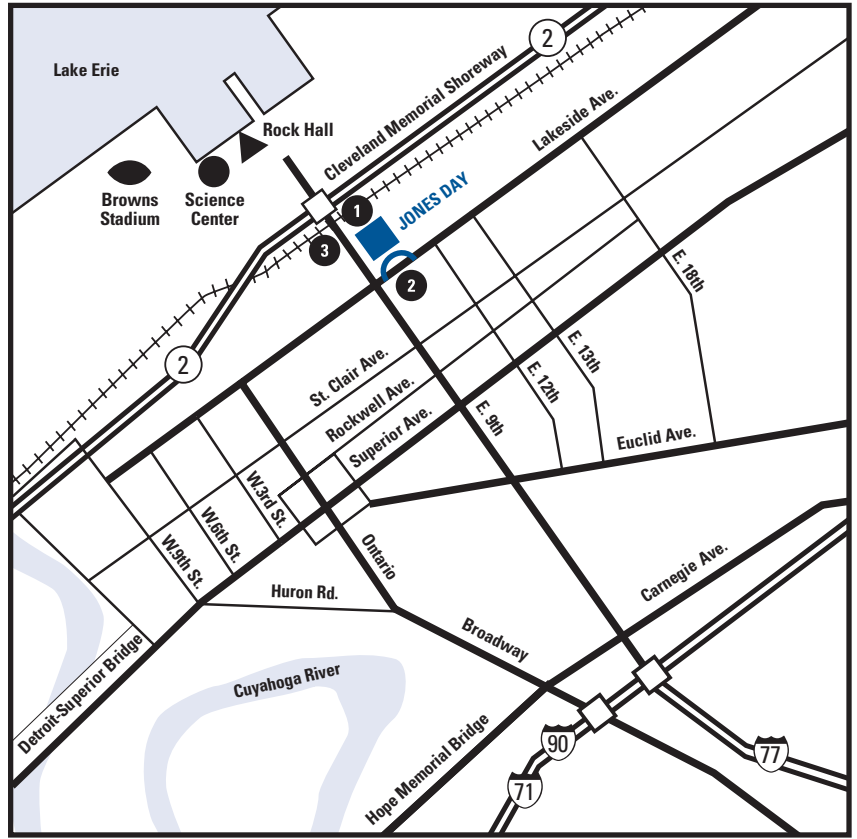 2
Lake Erie
Cleveland Memorial Shoreway
Rock Hall
Lakeside Ave.
Browns
Stadium
Science
Center
1
JONES DAY
3
2
E. 18th
2
St. Clair Ave.
Rockwell Ave.
Superior Ave.
E. 9th
E. 12th
E. 13th
Euclid Ave.
W.3rd St.
W.6th St.
W.9th St.
Ontario
Huron Rd.
Carnegie Ave.
Broadway
Detroit-Superior Bridge
Cuyahoga River
Hope Memorial Bridge
90
77
71